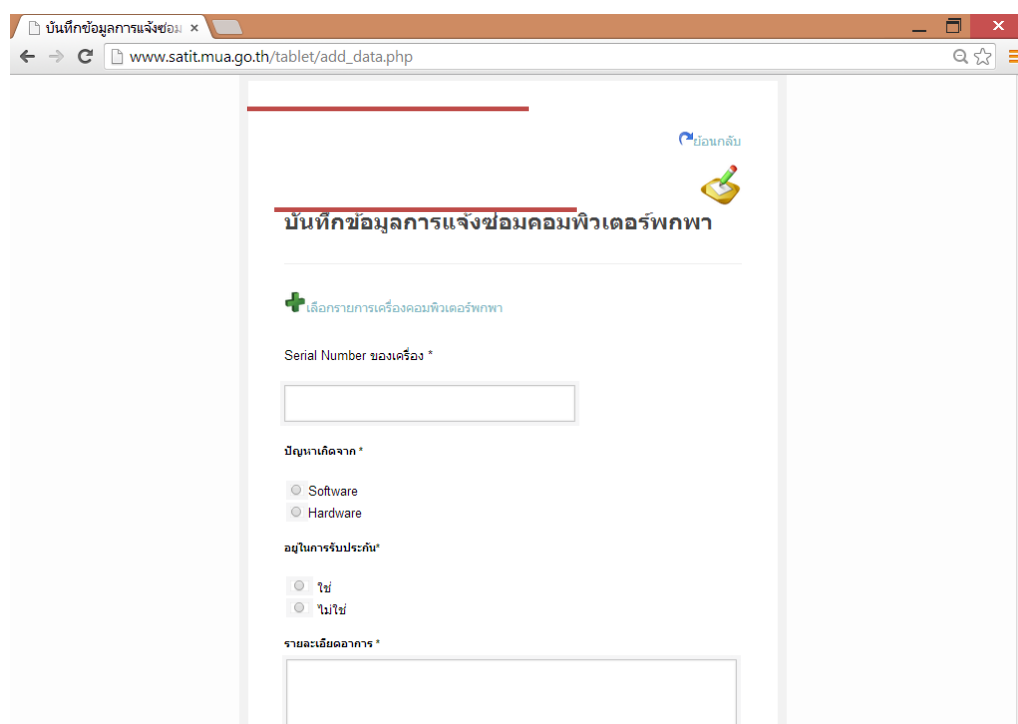 บันทึกข้อมูลการแจ้งซ่อม
www.satit.mua.go.th/tablet/add_data.php
ย้อนกลับ
บันทึกข้อมูลการแจ้งซ่อมคอมพิวเตอร์พกพา
เลือกรายการเครื่องคอมพิวเตอร์พกพา
Serial Number ของเครื่อง *
ปัญหาเกิดจาก *
Software
Hardware
อยู่ในการรับประกัน*
ใช่
ไม่ใช่
รายละเอียดอาการ *